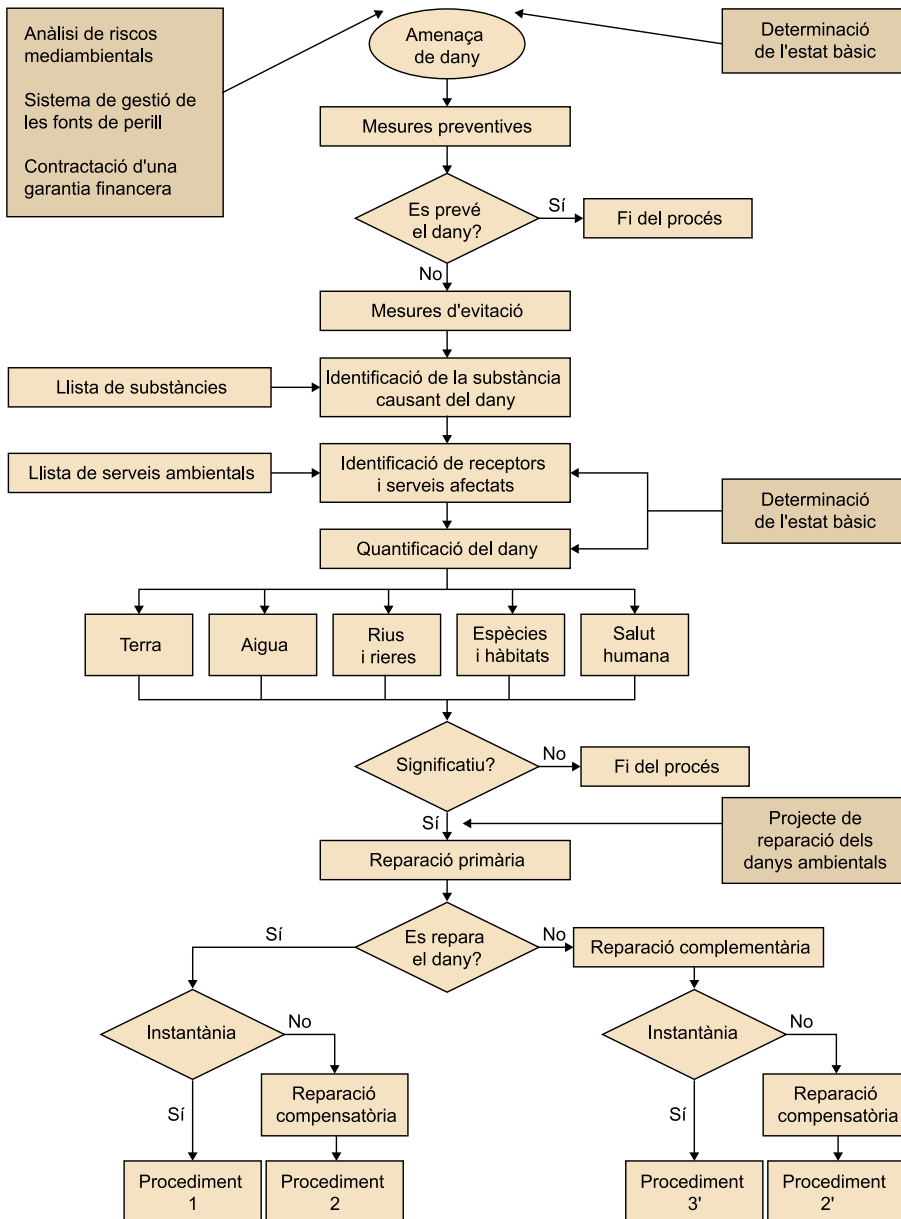 Anàlisi de riscos
mediambientals
Sistema de gestió de
les fonts de perill
Contractació d'una
garantia financera
Amenaça
de dany
Determinació
de l'estat bàsic
Mesures preventives
Es prevé
el dany?
Sí
Fi del procés
No
Mesures d'evitació
Llista de substàncies
Identificació de la substància
causant del dany
Llista de serveis ambientals
Identificació de receptors
i serveis afectats
Determinació
de l'estat bàsic
Quantificació del dany
Terra
Aigua
Rius
i rieres
Espècies
i hàbitats
Salut
humana
Significatiu?
No
Fi del procés
Sí
Projecte de
reparació dels
danys ambientals
Reparació primària
Es repara
el dany?
Sí
No
Reparació complementària
Instantània
No
Sí
Reparació
compensatòria
Instantània
No
Sí
Reparació
compensatòria
Procediment
1
Procediment
2
Procediment
3'
Procediment
2'